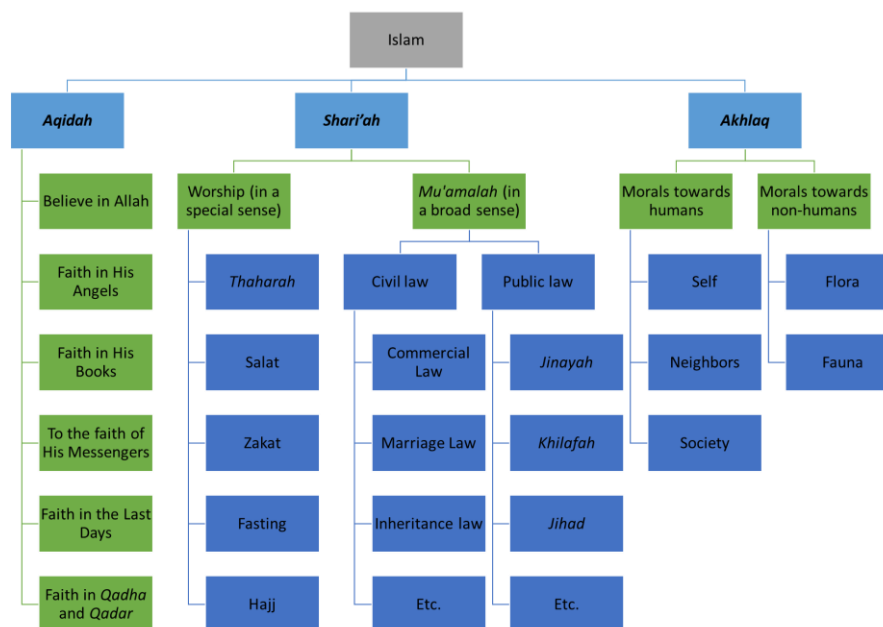 Islam
Aqidah
Shari'ah
Akhlaq
Believe in Allah
Faith in His
Angels
Faith in His
Books
To the faith of
His Messengers
Faith in the Last
Days
Faith in Qadha
and Qadar
Worship (in a
special sense)
Thaharah
Salat
Zakat
Fasting
Hajj
Mu'amalah (in
a broad sense)
Civil law
Commercial
Law
Marriage Law
Inheritance law
Etc.
Public law
Jinayah
Khilafah
Jihad
Etc.
Morals towards
humans
Self
Neighbors
Society
Morals towards
non-humans
Flora
Fauna